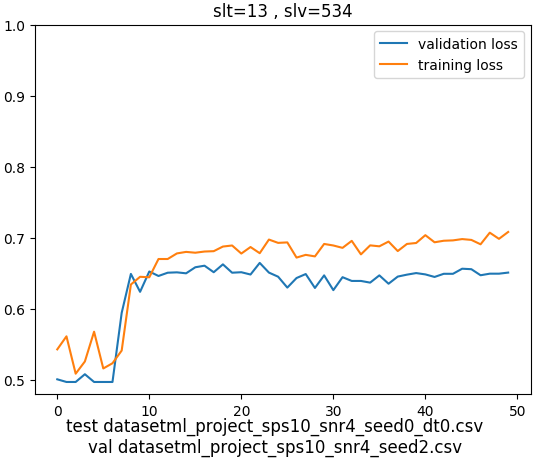 slt=13 , slv=534
1.0
validation loss
training loss
0.9
0.8
0.7
0.6
0.5
0 10 20 30 40 50
test datasetml_project_sps10_snr4_seed0_dt0.csv
val datasetml_project_sps10_snr4_seed2.csv